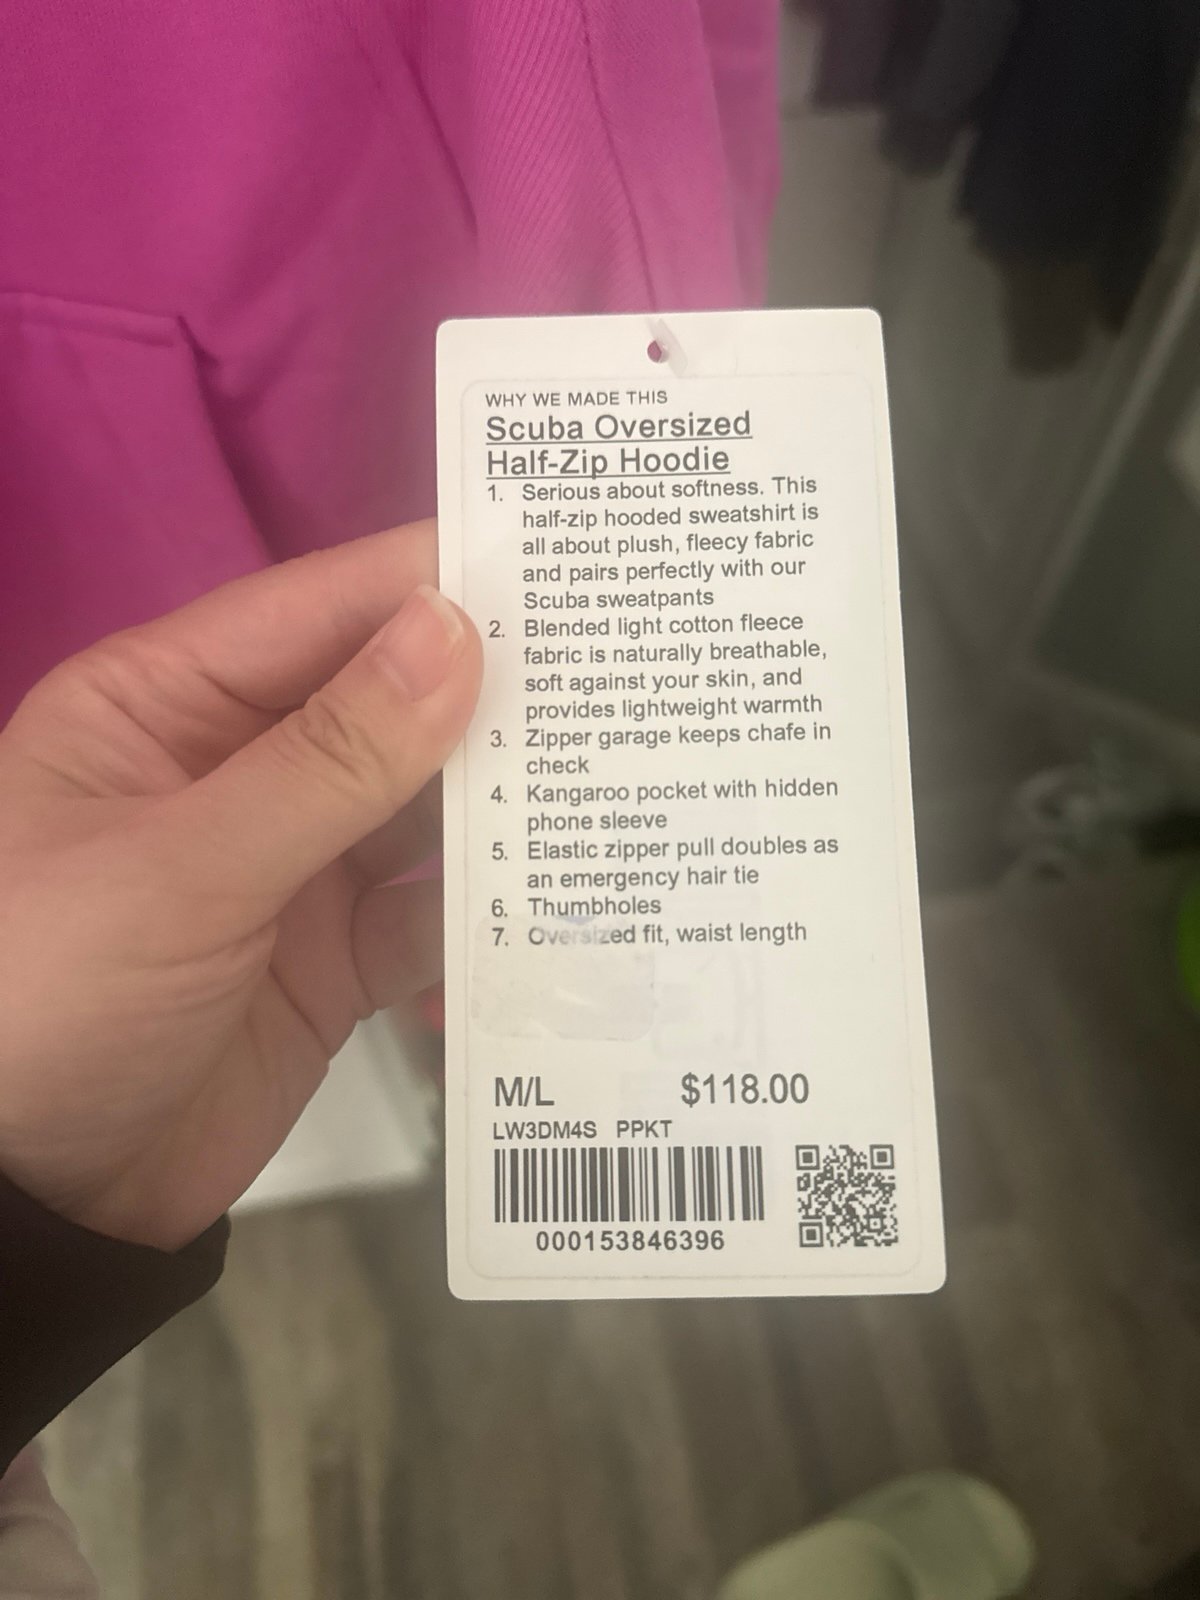 WHY WE MADE THIS
Scuba Oversized
Half-Zip Hoodie
1. Serious about softness. This
half-zip hooded sweatshirt is
all about plush, fleecy fabric
and pairs perfectly with our
Scuba sweatpants
2. Blended light cotton fleece
fabric is naturally breathable,
soft against your skin, and
provides lightweight warmth
3. Zipper garage keeps chafe in
check
4. Kangaroo pocket with hidden
phone sleeve
5. Elastic zipper pull doubles as
an emergency hair tie
6. Thumbholes
7. Oversized fit, waist length
M/L $118.00
LW3DM4S PPKT
000153846396